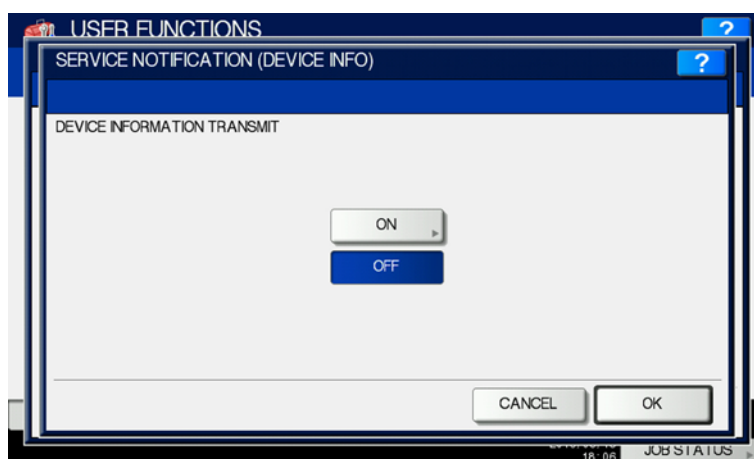 USER FUNCTIONS
?
SERVICE NOTIFICATION (DEVICE INFO)
?
DEVICE INFORMATION TRANSMIT
ON
OFF
CANCEL
OK
18:06
JOB STATUS